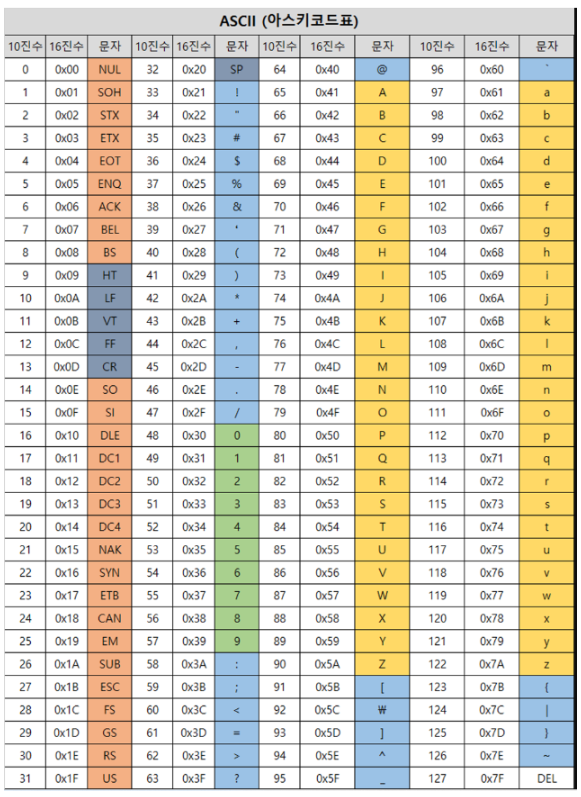 ASCII (아스키코드표)
10진수 16진수 문자 10진수 16진수 문자 10진수 16진수 문자 10진수 16진수 문자
0 0x00 NUL 32 0x20 SP 64 0x40 @ 96 0x60 `
1 0x01 SOH 33 0x21 ! 65 0x41 A 97 0x61 a
2 0x02 STX 34 0x22 " 66 0x42 B 98 0x62 b
3 0x03 ETX 35 0x23 # 67 0x43 C 99 0x63 c
4 0x04 EOT 36 0x24 $ 68 0x44 D 100 0x64 d
5 0x05 ENQ 37 0x25 % 69 0x45 E 101 0x65 e
6 0x06 ACK 38 0x26 & 70 0x46 F 102 0x66 f
7 0x07 BEL 39 0x27 ' 71 0x47 G 103 0x67 g
8 0x08 BS 40 0x28 ( 72 0x48 H 104 0x68 h
9 0x09 HT 41 0x29 ) 73 0x49 I 105 0x69 i
10 0x0A LF 42 0x2A * 74 0x4A J 106 0x6A j
11 0x0B VT 43 0x2B + 75 0x4B K 107 0x6B k
12 0x0C FF 44 0x2C , 76 0x4C L 108 0x6C l
13 0x0D CR 45 0x2D - 77 0x4D M 109 0x6D m
14 0x0E SO 46 0x2E . 78 0x4E N 110 0x6E n
15 0x0F SI 47 0x2F / 79 0x4F O 111 0x6F o
16 0x10 DLE 48 0x30 0 80 0x50 P 112 0x70 p
17 0x11 DC1 49 0x31 1 81 0x51 Q 113 0x71 q
18 0x12 DC2 50 0x32 2 82 0x52 R 114 0x72 r
19 0x13 DC3 51 0x33 3 83 0x53 S 115 0x73 s
20 0x14 DC4 52 0x34 4 84 0x54 T 116 0x74 t
21 0x15 NAK 53 0x35 5 85 0x55 U 117 0x75 u
22 0x16 SYN 54 0x36 6 86 0x56 V 118 0x76 v
23 0x17 ETB 55 0x37 7 87 0x57 W 119 0x77 w
24 0x18 CAN 56 0x38 8 88 0x58 X 120 0x78 x
25 0x19 EM 57 0x39 9 89 0x59 Y 121 0x79 y
26 0x1A SUB 58 0x3A : 90 0x5A Z 122 0x7A z
27 0x1B ESC 59 0x3B ; 91 0x5B [ 123 0x7B {
28 0x1C FS 60 0x3C < 92 0x5C ₩ 124 0x7C |
29 0x1D GS 61 0x3D = 93 0x5D ] 125 0x7D }
30 0x1E RS 62 0x3E > 94 0x5E ^ 126 0x7E ~
31 0x1F US 63 0x3F ? 95 0x5F _ 127 0x7F DEL